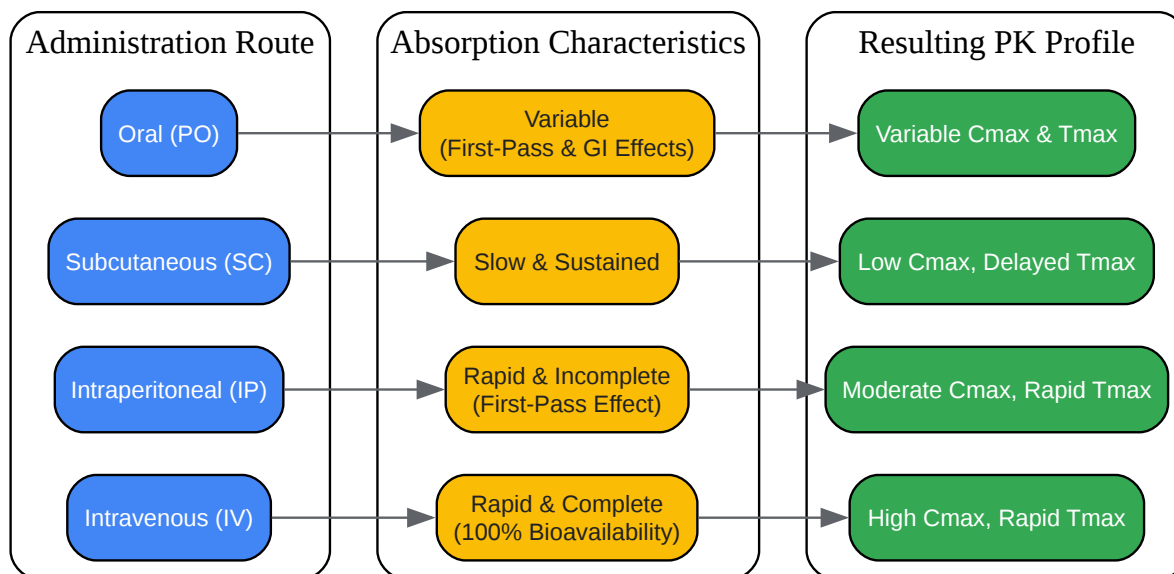 Administration Route
Absorption Characteristics
Resulting PK Profile
Oral (PO)
Variable
(First-Pass & GI Effects)
Variable Cmax & Tmax
Subcutaneous (SC)
Slow & Sustained
Low Cmax, Delayed Tmax
Intraperitoneal (IP)
Rapid & Incomplete
(First-Pass Effect)
Moderate Cmax, Rapid Tmax
Intravenous (IV)
Rapid & Complete
(100% Bioavailability)
High Cmax, Rapid Tmax